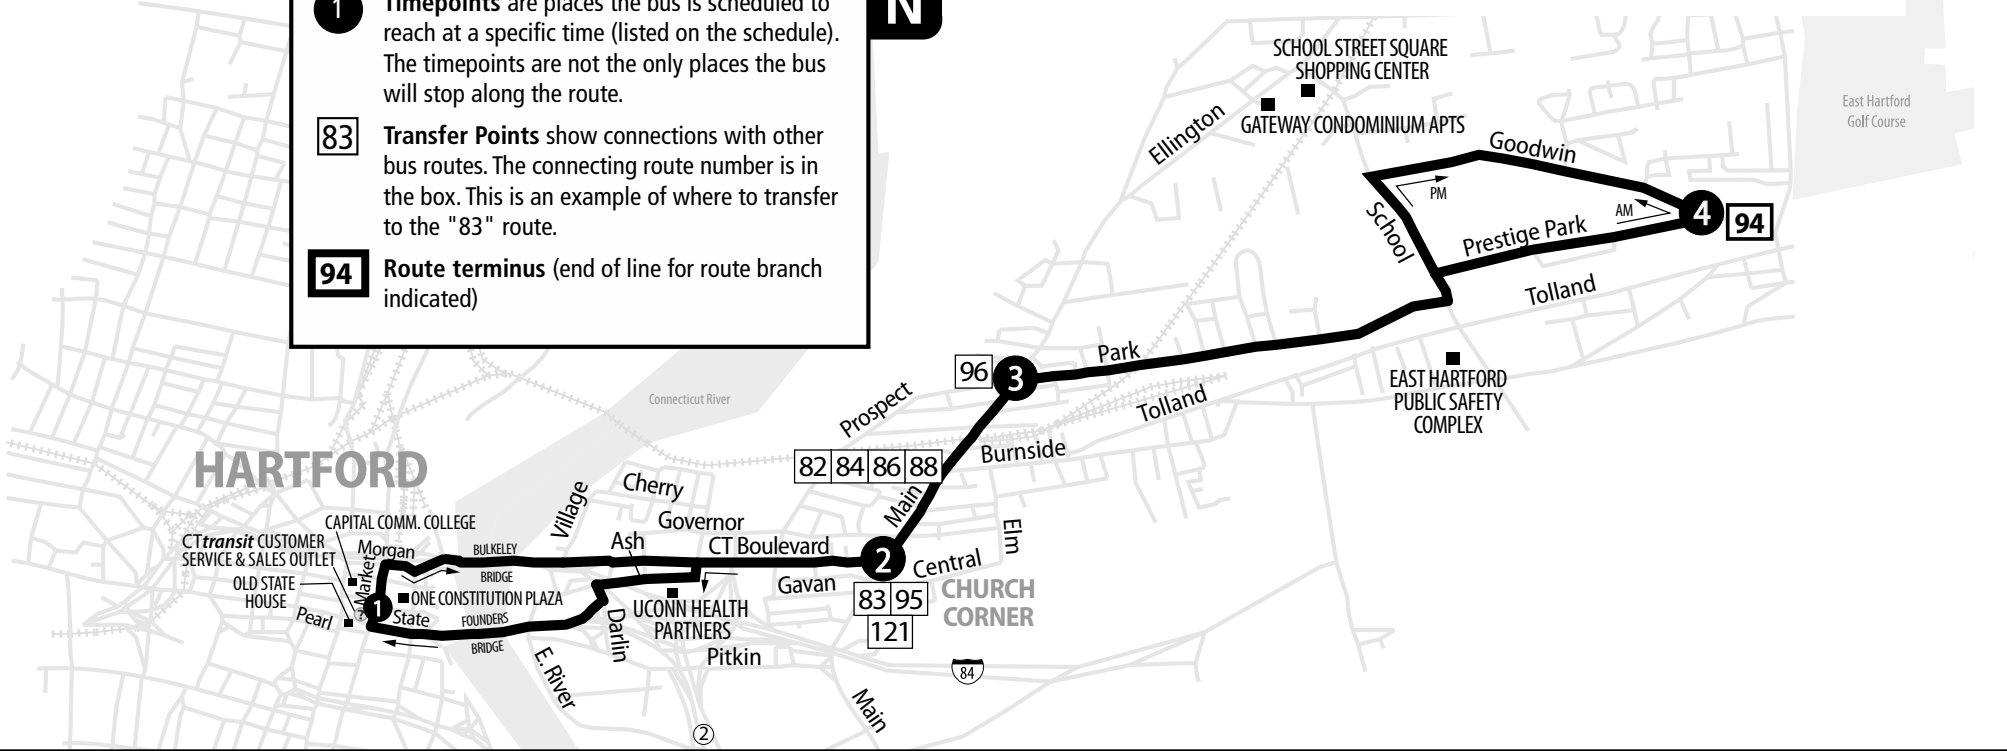 1
Timepoints are places the bus is scheduled to
reach at a specific time (listed on the schedule).
The timepoints are not the only places the bus
will stop along the route.
83
Transfer Points show connections with other
bus routes. The connecting route number is in
the box. This is an example of where to transfer
to the "83" route.
94
Route terminus (end of line for route branch
indicated)
N
SCHOOL STREET SQUARE
SHOPPING CENTER
GATEWAY CONDOMINIUM APTS
Ellington
East Hartford
Golf Course
Goodwin
PM
AM
School
Prestige Park
4
94
Tolland
EAST HARTFORD
PUBLIC SAFETY
COMPLEX
Connecticut River
Prospect
96
3
Park
Tolland
Burnside
82 84 86 88
Main
Elm
Central
2
83 95
121
CHURCH
CORNER
HARTFORD
Village
Cherry
Governor
Ash
CT Boulevard
Gavan
CAPITAL COMM. COLLEGE
CTtransit CUSTOMER
SERVICE & SALES OUTLET
OLD STATE
HOUSE
Pearl
Market
Morgan
BULKELEY
BRIDGE
ONE CONSTITUTION PLAZA
?
1
State
FOUNDERS
BRIDGE
UCONN HEALTH
PARTNERS
Darlin
E. River
Pitkin
84
Main
2